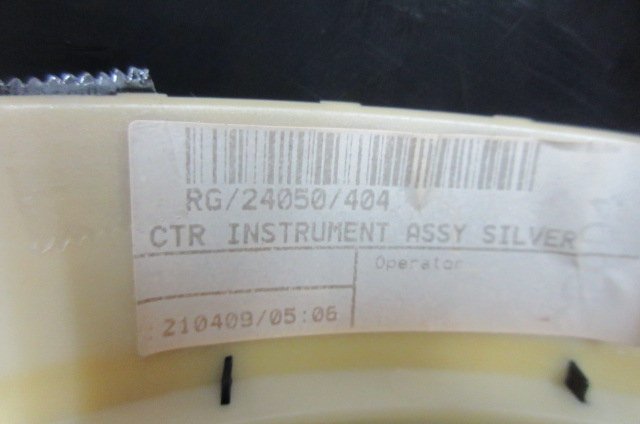 RG/24050/404
CTR INSTRUMENT ASSY SILVER
Operator
210409/05:06